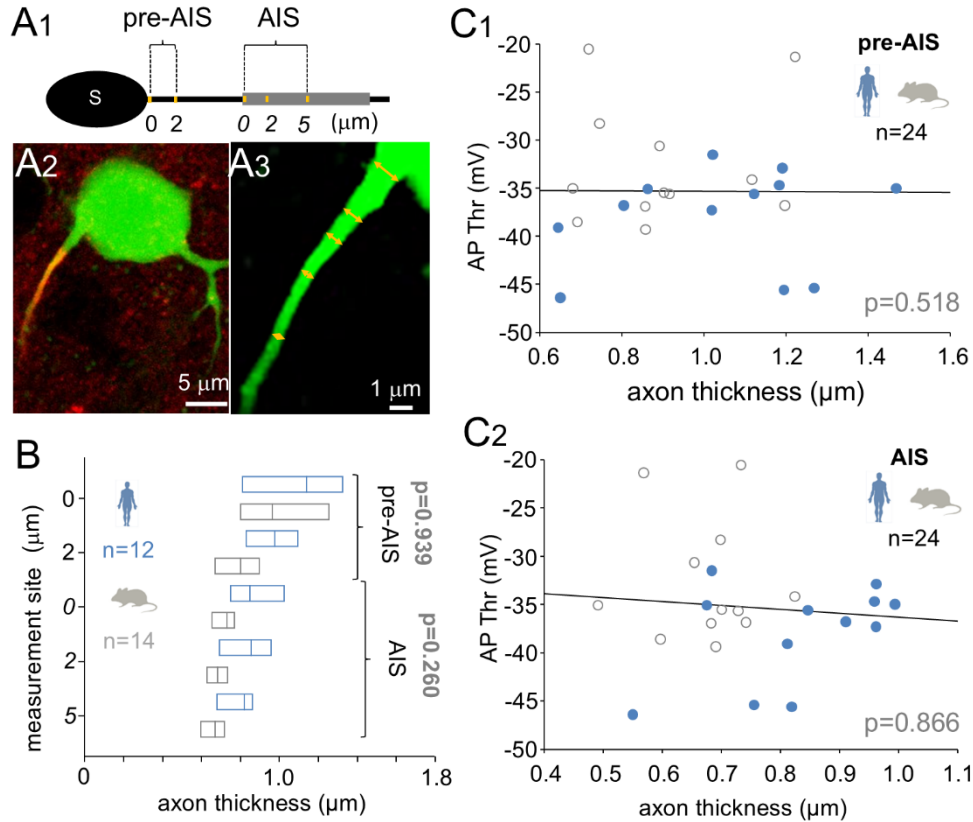 A1
pre-AIS
AIS
S
0 2 0 2 5 (μm)
A2
5 μm
A3
1 μm
B
measurement site (μm)
0
2
0
2
5
n=12
n=14
pre-AIS
p=0.939
AIS
p=0.260
0 1.0 1.8
axon thickness (μm)
C1
pre-AIS
n=24
AP Thr (mV)
-20
-25
-30
-35
-40
-45
-50
p=0.518
0.6 0.8 1.0 1.2 1.4 1.6
axon thickness (μm)
C2
AIS
n=24
AP Thr (mV)
-20
-25
-30
-35
-40
-45
-50
p=0.866
0.4 0.5 0.6 0.7 0.8 0.9 1.0 1.1
axon thickness (μm)